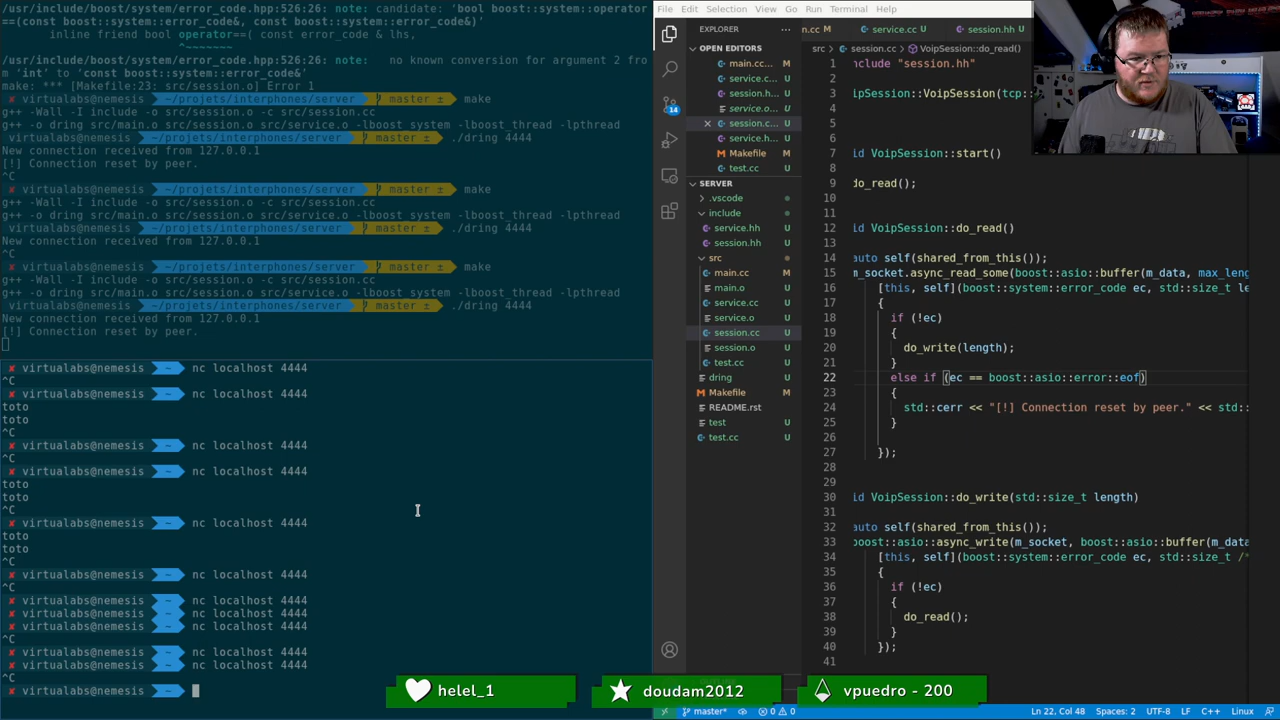 /usr/include/boost/system/error_code.hpp:526:26: note: candidate: 'bool boost::system::operator
==(const boost::system::error_code&, const boost::system::error_code&)'
inline friend bool operator==( const error_code & lhs,
^~~~~~~~
/usr/include/boost/system/error_code.hpp:526:26: note:   no known conversion for argument 2 fro
m 'int' to 'const boost::system::error_code&'
make: *** [Makefile:23: src/session.o] Error 1
✘ virtualabs@nemesis ~/projets/interphones/server master ± make
g++ -Wall -I include -o src/session.o -c src/session.cc
g++ -o dring src/main.o src/session.o src/service.o -lboost_system -lboost_thread -lpthread
virtualabs@nemesis ~/projets/interphones/server master ± ./dring 4444
New connection received from 127.0.0.1
[!] Connection reset by peer.
^C
✘ virtualabs@nemesis ~/projets/interphones/server master ± make
g++ -Wall -I include -o src/session.o -c src/session.cc
g++ -o dring src/main.o src/session.o src/service.o -lboost_system -lboost_thread -lpthread
virtualabs@nemesis ~/projets/interphones/server master ± ./dring 4444
New connection received from 127.0.0.1
^C
✘ virtualabs@nemesis ~/projets/interphones/server master ± make
g++ -Wall -I include -o src/session.o -c src/session.cc
g++ -o dring src/main.o src/session.o src/service.o -lboost_system -lboost_thread -lpthread
virtualabs@nemesis ~/projets/interphones/server master ± ./dring 4444
New connection received from 127.0.0.1
[!] Connection reset by peer.
✘ virtualabs@nemesis ~ nc localhost 4444
^C
✘ virtualabs@nemesis ~ nc localhost 4444
toto
toto
^C
✘ virtualabs@nemesis ~ nc localhost 4444
^C
✘ virtualabs@nemesis ~ nc localhost 4444
toto
toto
^C
✘ virtualabs@nemesis ~ nc localhost 4444
toto
toto
^C
✘ virtualabs@nemesis ~ nc localhost 4444
^C
✘ virtualabs@nemesis ~ nc localhost 4444
✘ virtualabs@nemesis ~ nc localhost 4444
✘ virtualabs@nemesis ~ nc localhost 4444
^C
✘ virtualabs@nemesis ~ nc localhost 4444
✘ virtualabs@nemesis ~ nc localhost 4444
^C
✘ virtualabs@nemesis ~
File Edit Selection View Go Run Terminal Help
EXPLORER ···
OPEN EDITORS
main.cc... M
service.c... U
session.h... U
service.o... U
session.c... U
service.h... U
Makefile M
test.cc U
SERVER
.vscode
include
service.hh U
session.hh U
src
main.cc M
main.o U
service.cc U
service.o U
session.cc U
session.o U
test.cc U
dring U
Makefile M
README.rst
test U
test.cc U
14
n.cc M service.cc U session.hh U
src > session.cc > VoipSession::do_read()
1 nclude "session.hh"
2
3 ipSession::VoipSession(tcp::
4
5
6
7 id VoipSession::start()
8
9 do_read();
10
11
12 id VoipSession::do_read()
13
14 auto self(shared_from_this());
15 m_socket.async_read_some(boost::asio::buffer(m_data, max_leng
16 [this, self](boost::system::error_code ec, std::size_t le
17 {
18 if (!ec)
19 {
20 do_write(length);
21 }
22 else if (ec == boost::asio::error::eof)
23 {
24 std::cerr << "[!] Connection reset by peer." << std::
25 }
26
27 });
28
29
30 id VoipSession::do_write(std::size_t length)
31
32 auto self(shared_from_this());
33 boost::asio::async_write(m_socket, boost::asio::buffer(m_data
34 [this, self](boost::system::error_code ec, std::size_t /*
35 {
36 if (!ec)
37 {
38 do_read();
39 }
40 });
41
helel_1
doudam2012
vpuedro - 200
master* 0 0 Ln 22, Col 48 Spaces: 2 UTF-8 LF C++ Linux